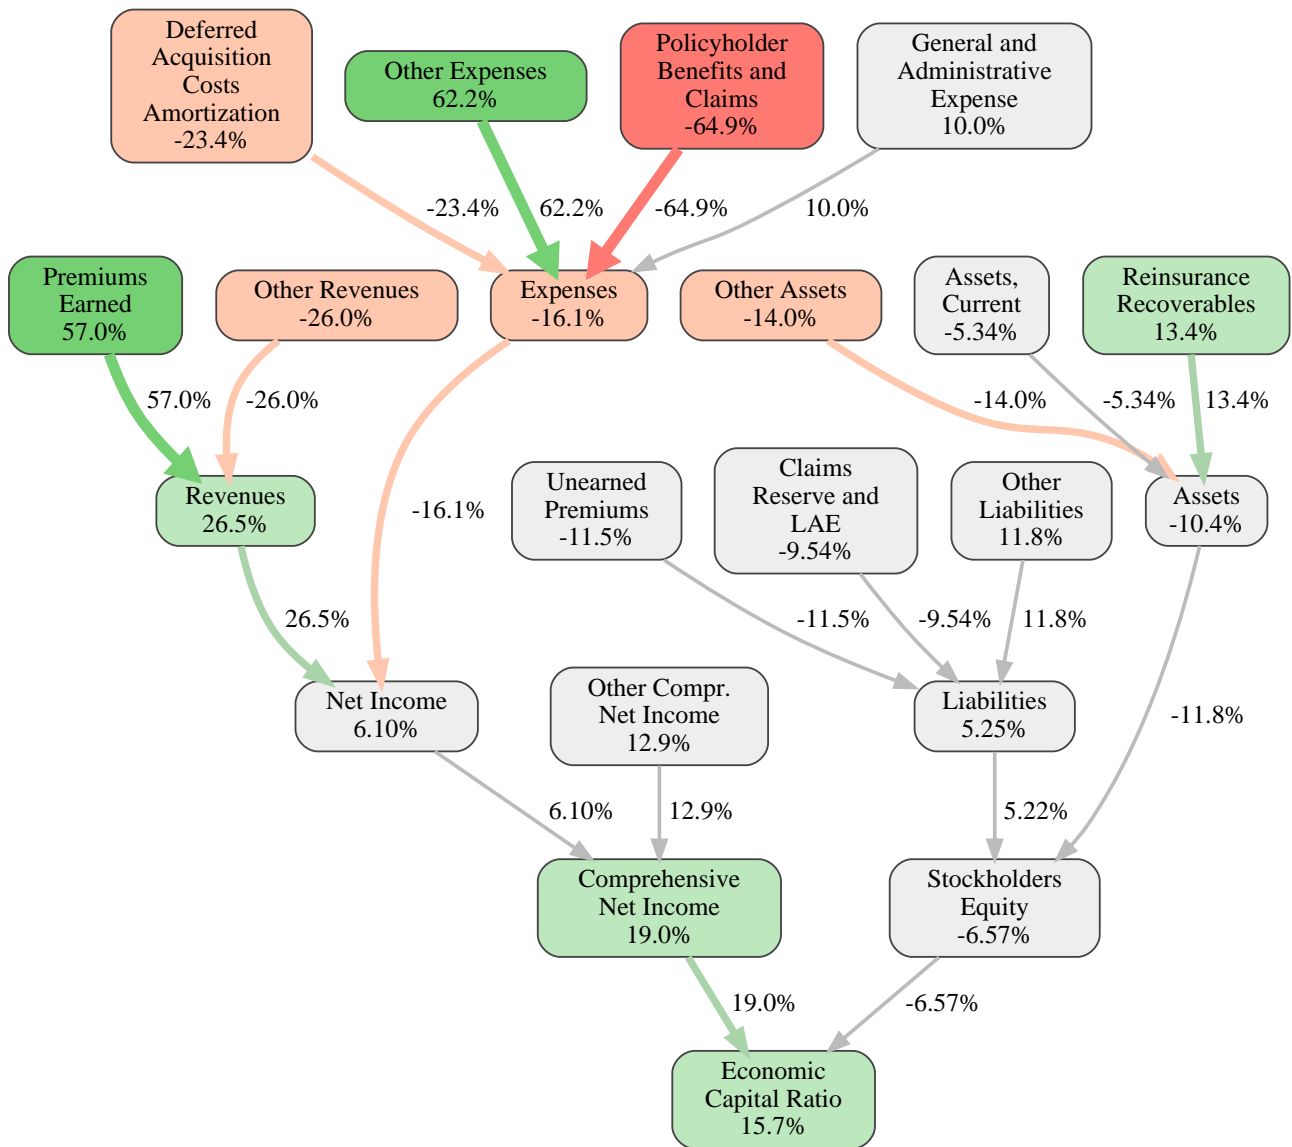 Deferred
Acquisition
Costs
Amortization
-23.4%
Other Expenses
62.2%
Policyholder
Benefits and
Claims
-64.9%
General and
Administrative
Expense
10.0%
-23.4%
62.2%
-64.9%
10.0%
Premiums
Earned
57.0%
Other Revenues
-26.0%
Expenses
-16.1%
Other Assets
-14.0%
Assets,
Current
-5.34%
Reinsurance
Recoverables
13.4%
57.0%
-26.0%
-16.1%
-14.0%
-5.34%
13.4%
Revenues
26.5%
Unearned
Premiums
-11.5%
Claims
Reserve and
LAE
-9.54%
Other
Liabilities
11.8%
Assets
-10.4%
26.5%
-11.5%
-9.54%
11.8%
-11.8%
Net Income
6.10%
Other Compr.
Net Income
12.9%
Liabilities
5.25%
6.10%
12.9%
5.22%
Comprehensive
Net Income
19.0%
Stockholders
Equity
-6.57%
19.0%
-6.57%
Economic
Capital Ratio
15.7%